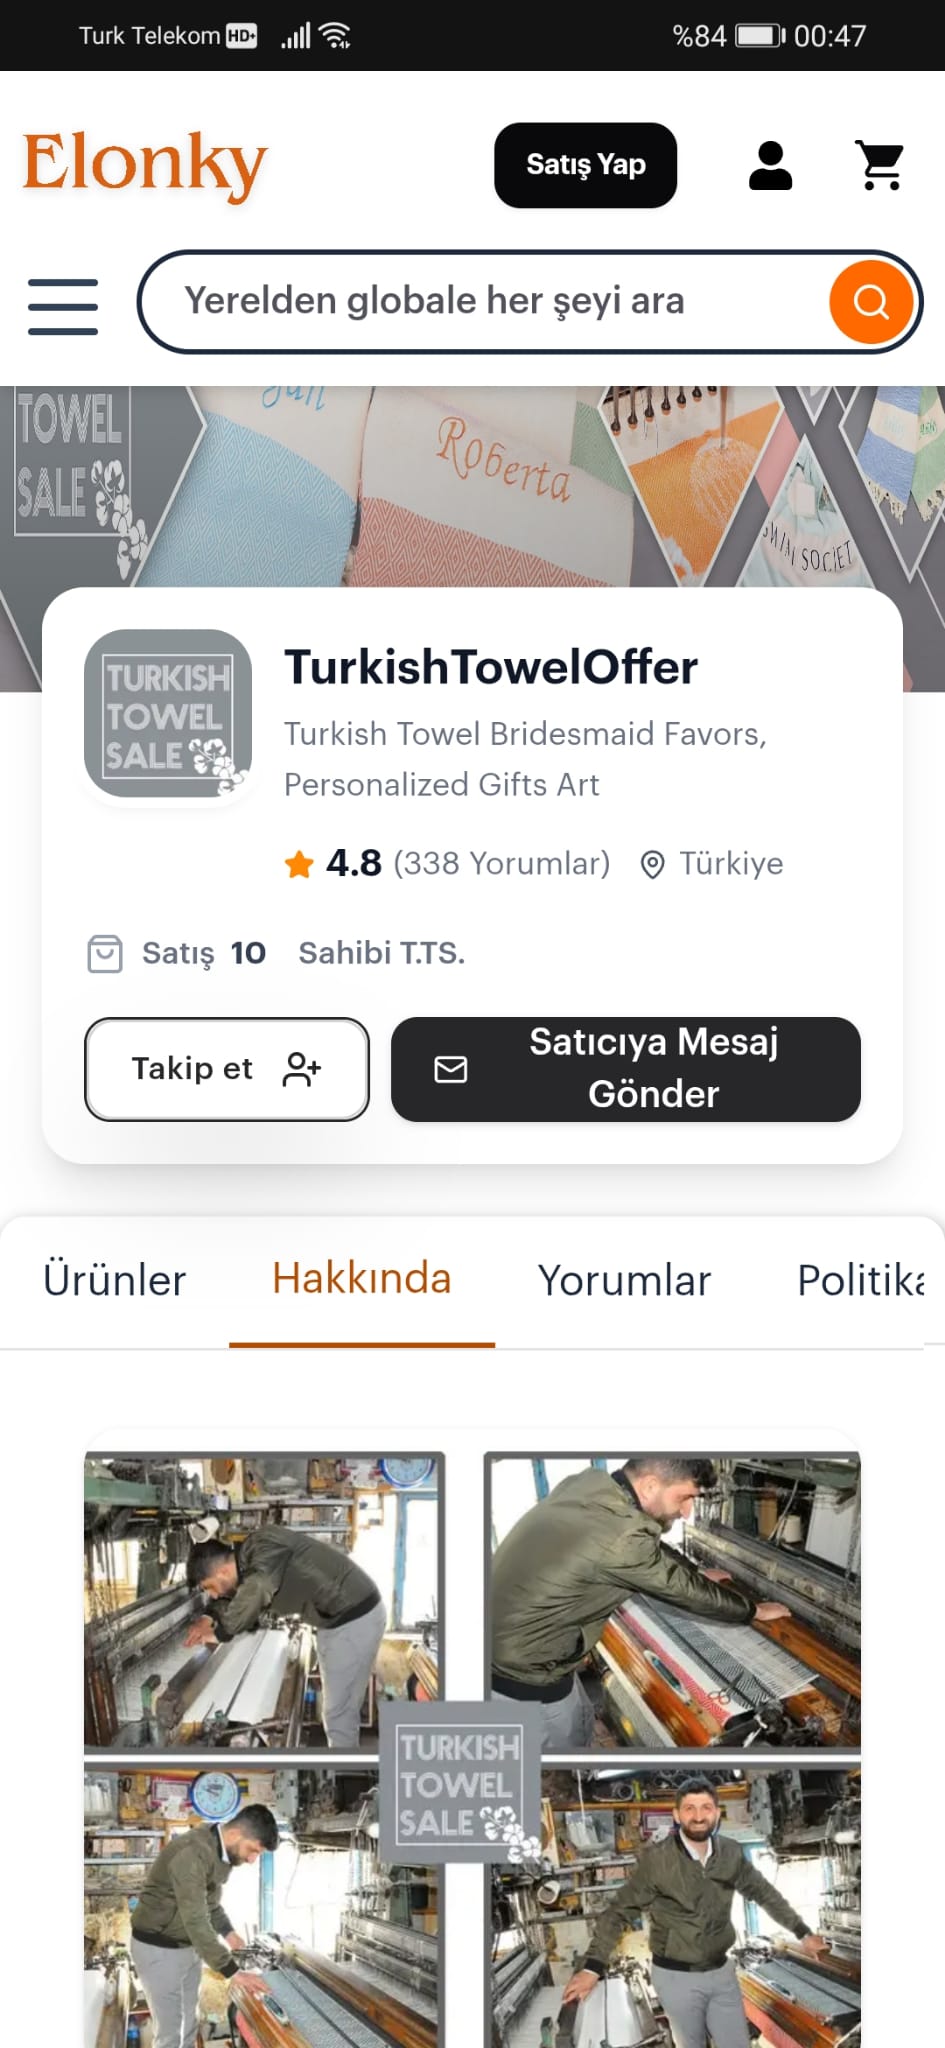 Turk Telekom HD+
%84 00:47
Elonky
Satış Yap
Yerelden globale her şeyi ara
TOWEL
SALE
Roberta
TURKISH
TOWEL
SALE
TurkishTowelOffer
Turkish Towel Bridesmaid Favors,
Personalized Gifts Art
4.8 (338 Yorumlar) Türkiye
Satış 10 Sahibi T.TS.
Takip et
Satıcıya Mesaj
Gönder
Ürünler Hakkında Yorumlar Politika
TURKISH
TOWEL
SALE